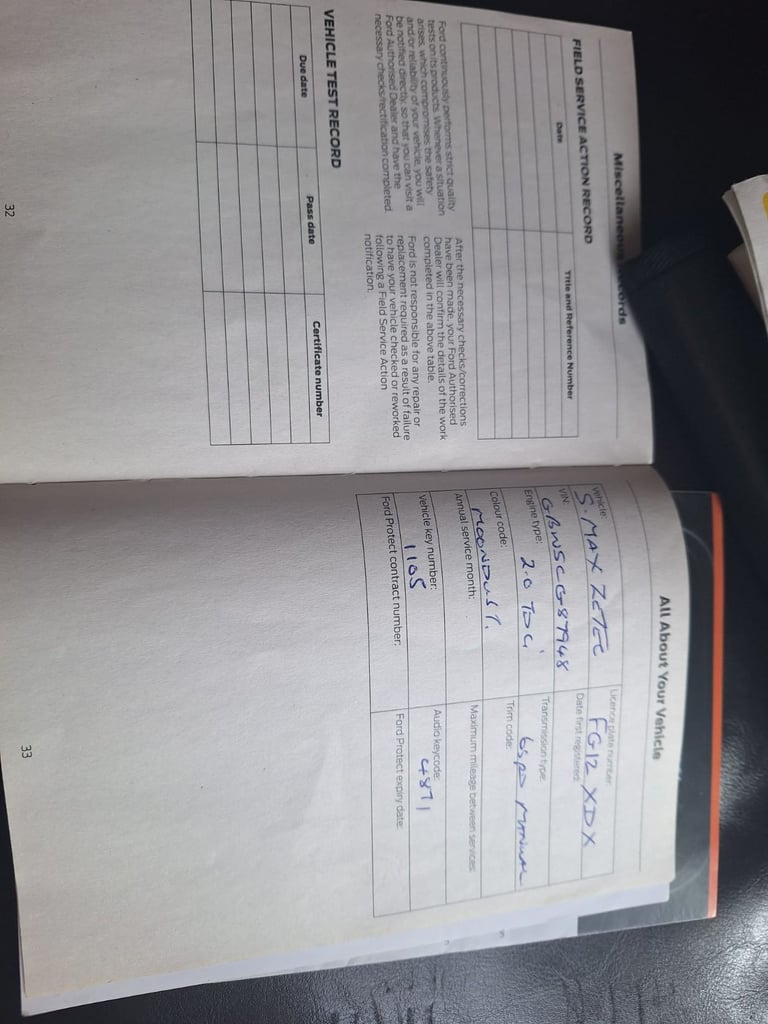 Miscellaneous Records
FIELD SERVICE ACTION RECORD
Date
Title and Reference Number
Ford continuously performs strict quality
tests on its products. Whenever a situation
arises, which compromises the safety
and/or reliability of your vehicle, you will
be notified directly, so that you can visit a
Ford Authorised Dealer and have the
necessary checks/rectification completed.
After the necessary checks/corrections
have been made, your Ford Authorised
Dealer will confirm the details of the work
completed in the above table.
Ford is not responsible for any repair or
replacement required as a result of failure
to have your vehicle checked or reworked
following a Field Service Action
notification.
VEHICLE TEST RECORD
Due date
Pass date
Certificate number
32
All About Your Vehicle
Vehicle:
S-MAX ZETEC
Licence plate number:
FG12 XDX
VIN:
GBWSCG87948
Date first registered:
Engine type:
2.0 TDCi
Transmission type:
6SPD MANUAL
Colour code:
MOONDUST.
Trim code:
Annual service month:
Maximum mileage between services:
Vehicle key number:
1105
Audio keycode:
4871
Ford Protect contract number:
Ford Protect expiry date:
33